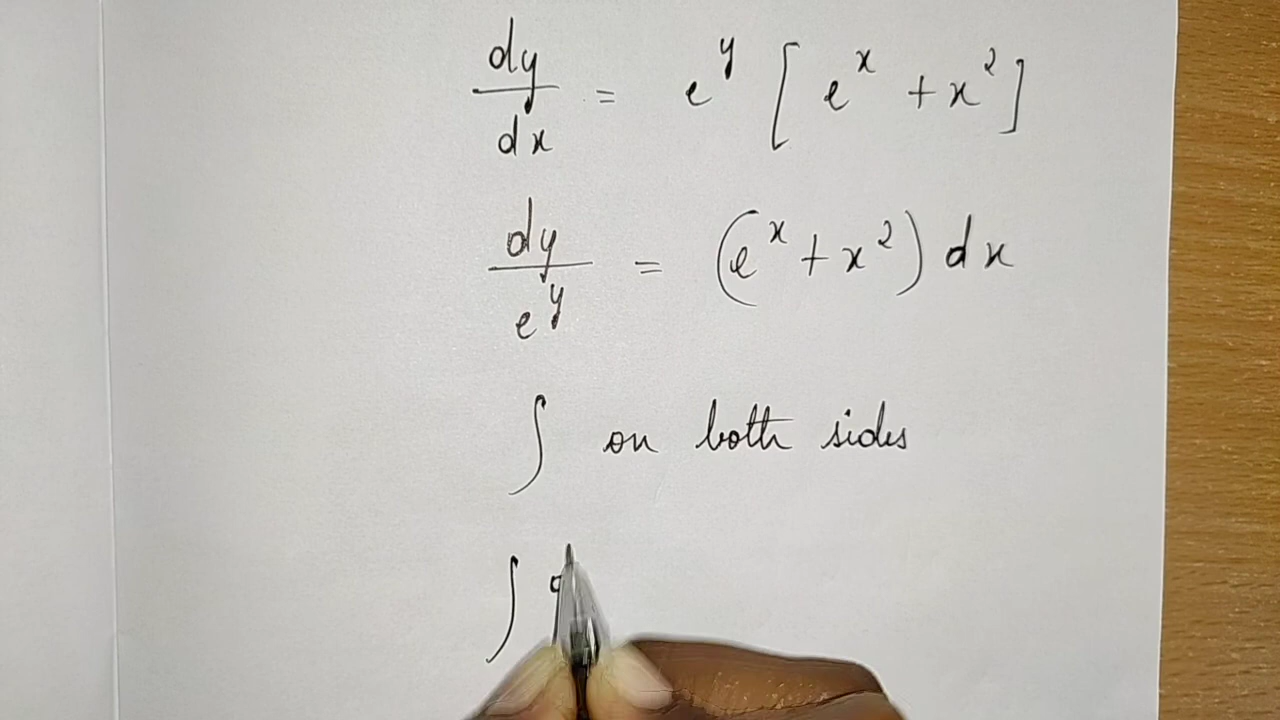 dy/dx = e^y [e^x + x^2]
dy/e^y = (e^x + x^2) dx
∫ on both sides
∫